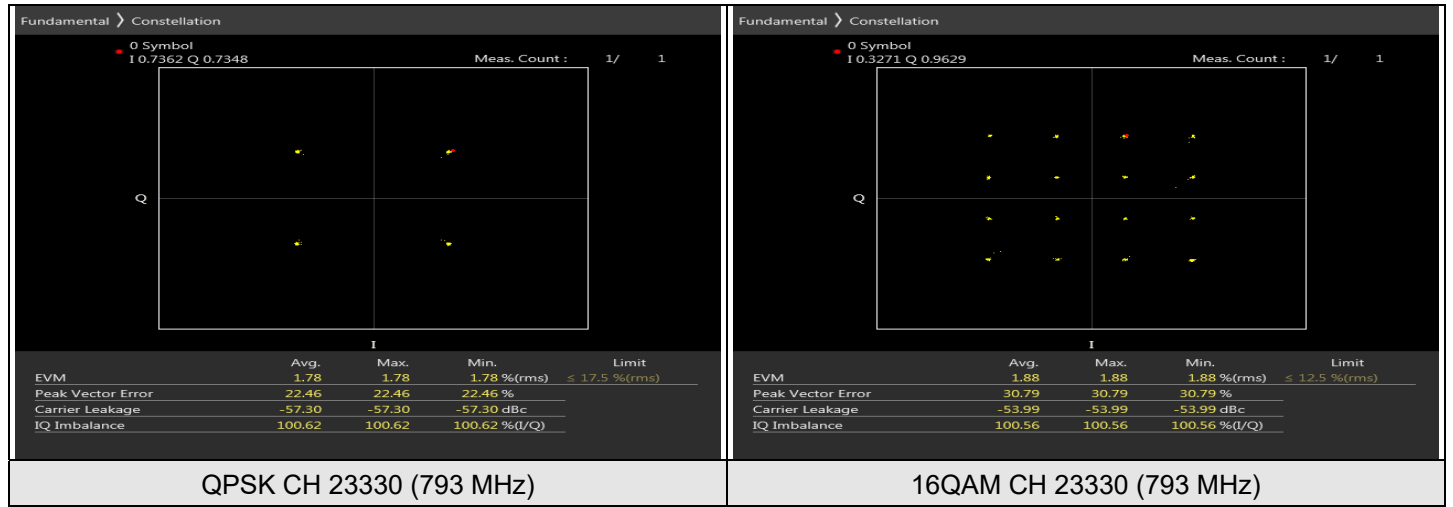 Fundamental ❯ Constellation
0 Symbol
I 0.7362 Q 0.7348 Meas. Count : 1/ 1
Q
I
Avg. Max. Min. Limit
EVM 1.78 1.78 1.78 %(rms) ≤ 17.5 %(rms)
Peak Vector Error 22.46 22.46 22.46 %
Carrier Leakage -57.30 -57.30 -57.30 dBc
IQ Imbalance 100.62 100.62 100.62 %(I/Q)
QPSK CH 23330 (793 MHz)
Fundamental ❯ Constellation
0 Symbol
I 0.3271 Q 0.9629 Meas. Count : 1/ 1
Q
I
Avg. Max. Min. Limit
EVM 1.88 1.88 1.88 %(rms) ≤ 12.5 %(rms)
Peak Vector Error 30.79 30.79 30.79 %
Carrier Leakage -53.99 -53.99 -53.99 dBc
IQ Imbalance 100.56 100.56 100.56 %(I/Q)
16QAM CH 23330 (793 MHz)